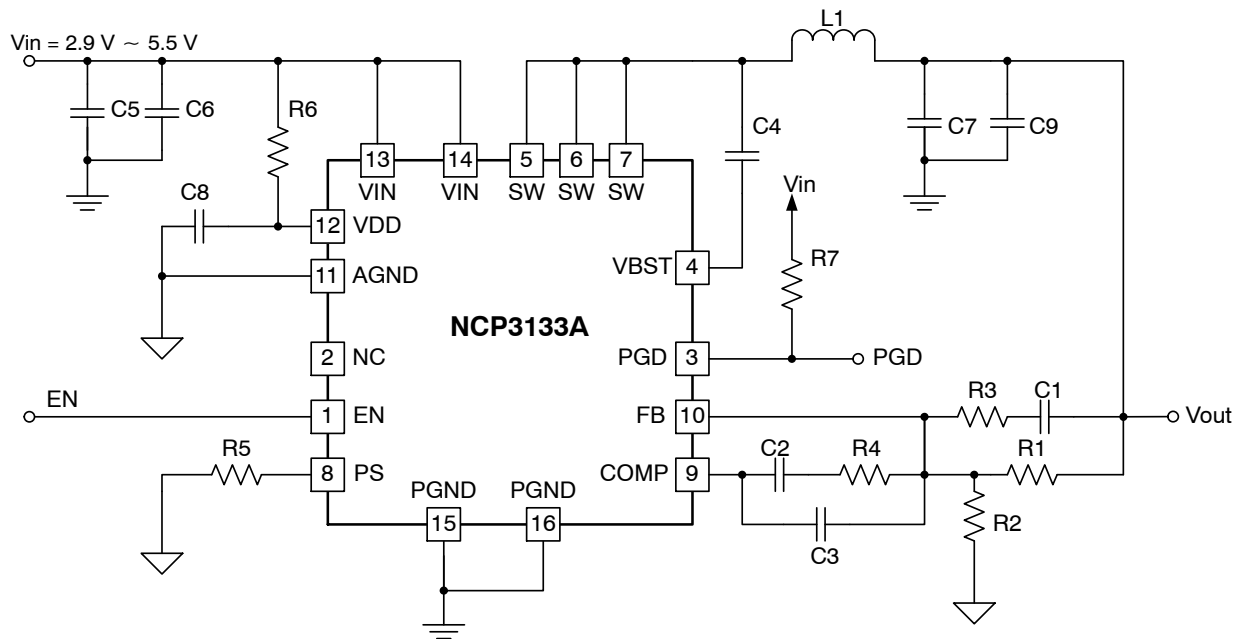 L1
Vin = 2.9 V ~ 5.5 V
C5
C6
R6
C4
C7
C9
13
14
5
6
7
VIN
VIN
SW
SW
SW
Vin
C8
12
VDD
VBST
4
R7
11
AGND
NCP3133A
2
NC
PGD
3
PGD
EN
1
EN
FB
10
R3
C1
Vout
R5
8
PS
COMP
9
C2
R4
R1
PGND
PGND
15
16
C3
R2